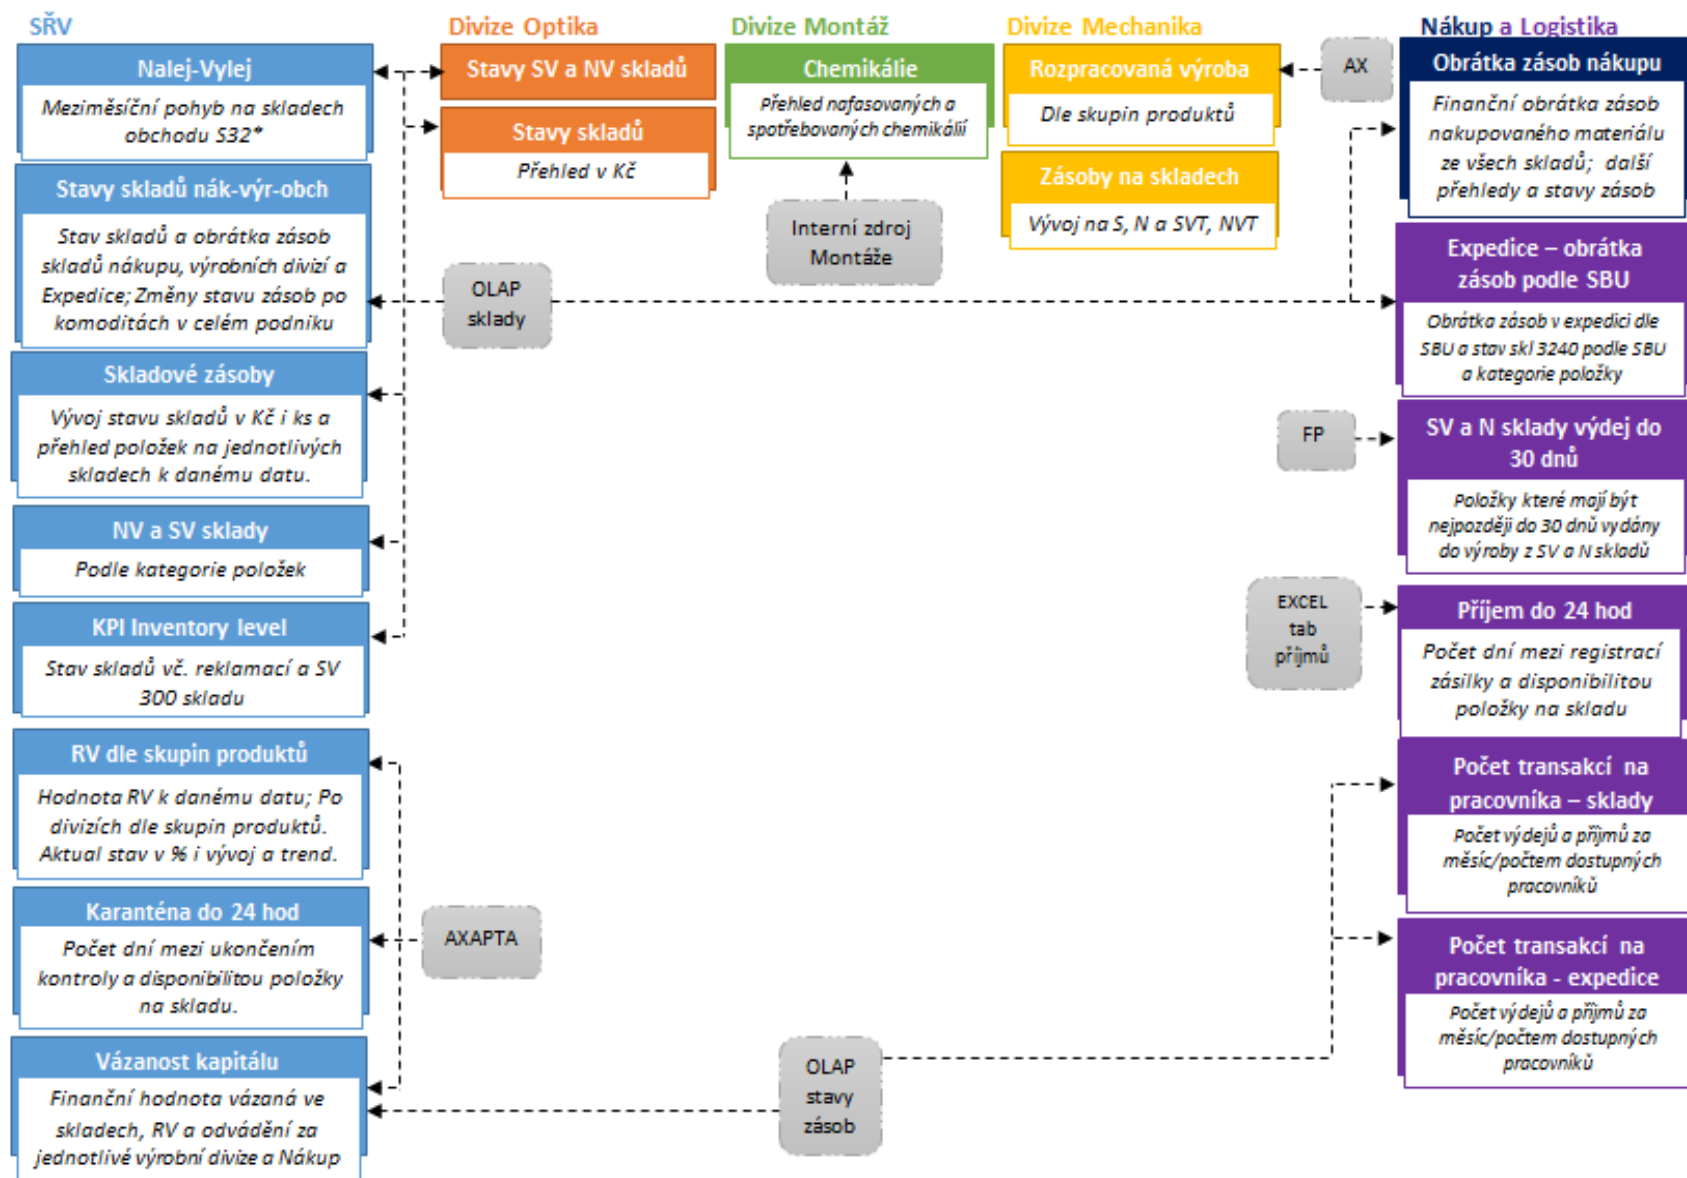 SŘV
Nalej-Vylej
Meziměsíční pohyb na skladech
obchodu S32*
Stavy skladů nák-výr-obch
Stav skladů a obrátka zásob
skladů nákupu, výrobních divizí a
Expedice; Změny stavu zásob po
komoditách v celém podniku
Skladové zásoby
Vývoj stavu skladů v Kč i ks a
přehled položek na jednotlivých
skladech k danému datu.
NV a SV sklady
Podle kategorie položek
KPI Inventory level
Stav skladů vč. reklamací a SV
300 skladu
RV dle skupin produktů
Hodnota RV k danému datu; Po
divizích dle skupin produktů.
Aktual stav v % i vývoj a trend.
Karanténa do 24 hod
Počet dní mezi ukončením
kontroly a disponibilitou položky
na skladu.
Vázanost kapitálu
Finanční hodnota vázaná ve
skladech, RV a odvádění za
jednotlivé výrobní divize a Nákup
Divize Optika
Stavy SV a NV skladů
Stavy skladů
Přehled v Kč
OLAP
sklady
AXAPTA
Divize Montáž
Chemikálie
Přehled nafasovaných a
spotřebovaných chemikálií
Interní zdroj
Montáže
OLAP
stavy
zásob
Divize Mechanika
Rozpracovaná výroba
Dle skupin produktů
Zásoby na skladech
Vývoj na S, N a SVT, NVT
AX
FP
EXCEL
tab
příjmů
Nákup a Logistika
Obrátka zásob nákupu
Finanční obrátka zásob
nakupovaného materiálu
ze všech skladů; další
přehledy a stavy zásob
Expedice – obrátka
zásob podle SBU
Obrátka zásob v expedici dle
SBU a stav skl 3240 podle SBU
a kategorie položky
SV a N sklady výdej do
30 dnů
Položky které mají být
nejpozději do 30 dnů vydány
do výroby z SV a N skladů
Příjem do 24 hod
Počet dní mezi registrací
zásilky a disponibilitou
položky na skladu
Počet transakcí na
pracovníka – sklady
Počet výdejů a příjmů za
měsíc/počtem dostupných
pracovníků
Počet transakcí na
pracovníka - expedice
Počet výdejů a příjmů za
měsíc/počtem dostupných
pracovníků